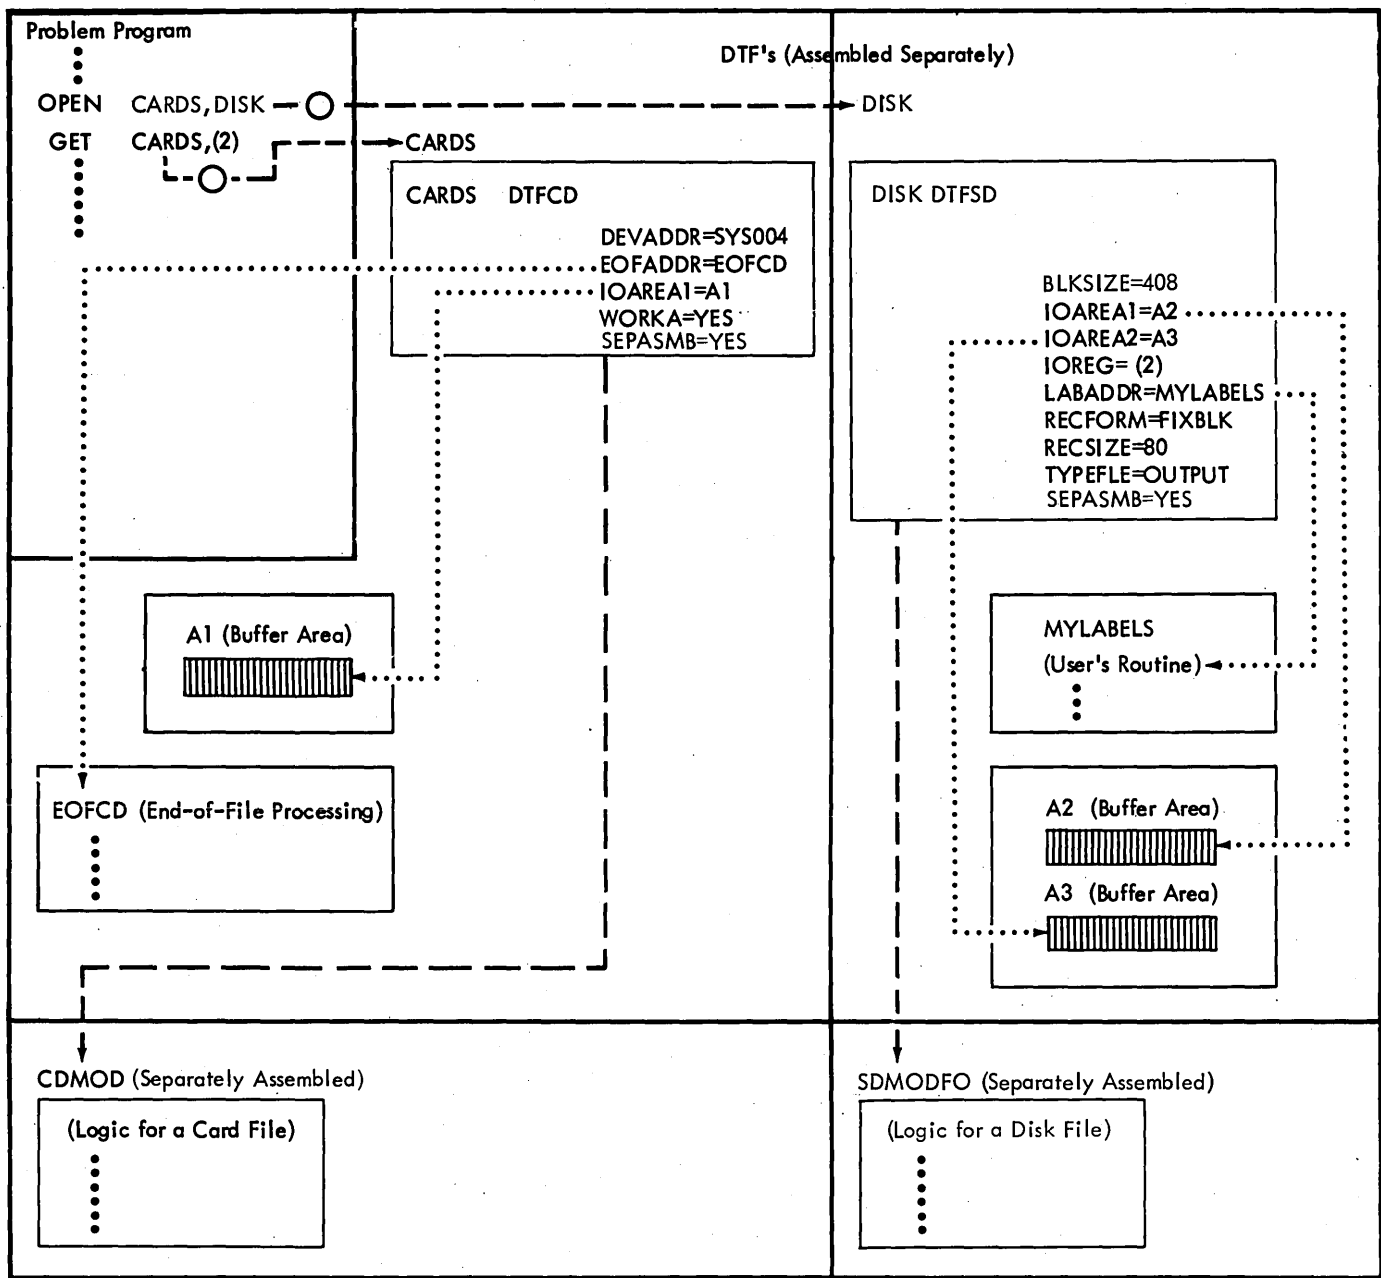 Problem Program
DTF's (Assembled Separately)
OPEN CARDS,DISK
DISK
GET CARDS,(2)
CARDS
CARDS DTFCD
DEVADDR=SYS004
EOFADDR=EOFCD
IOAREA1=A1
WORKA=YES
SEPASMB=YES
DISK DTFSD
BLKSIZE=408
IOAREA1=A2
IOAREA2=A3
IOREG= (2)
LABADDR=MYLABELS
RECFORM=FIXBLK
RECSIZE=80
TYPEFLE=OUTPUT
SEPASMB=YES
A1 (Buffer Area)
MYLABELS
(User's Routine)
EOFCD (End-of-File Processing)
A2 (Buffer Area)
A3 (Buffer Area)
CDMOD (Separately Assembled)
(Logic for a Card File)
SDMODFO (Separately Assembled)
(Logic for a Disk File)